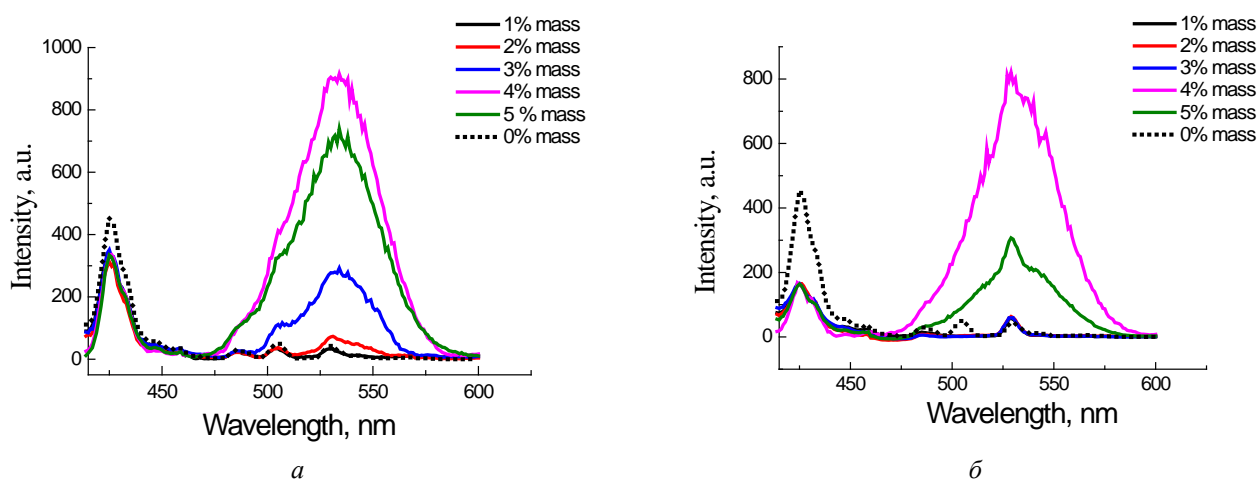 1% mass
2% mass
3% mass
4% mass
5 % mass
0% mass
1000
800
600
400
200
0
450
500
550
600
Intensity, a.u.
Wavelength, nm
а
1% mass
2% mass
3% mass
4% mass
5% mass
0% mass
800
600
400
200
0
450
500
550
600
Intensity, a.u.
Wavelength, nm
б